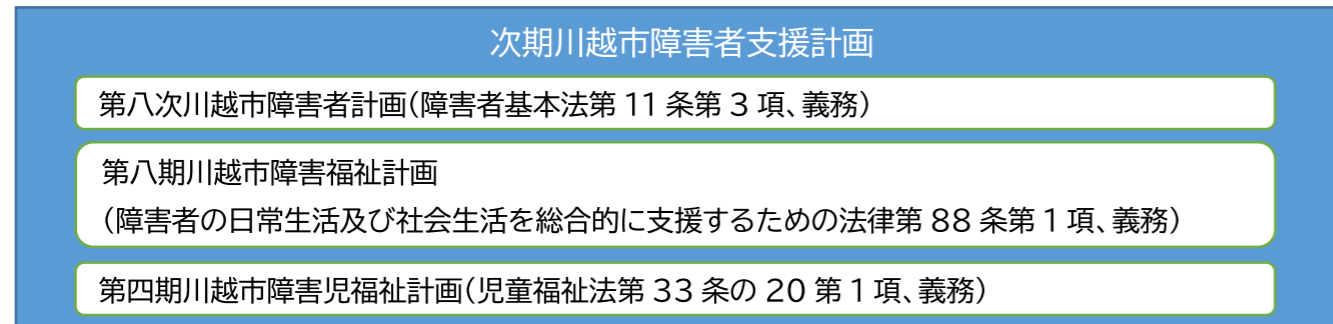 次期川越市障害者支援計画
第八次川越市障害者計画(障害者基本法第 11 条第 3 項、義務)
第八期川越市障害福祉計画
(障害者の日常生活及び社会生活を総合的に支援するための法律第 88 条第 1 項、義務)
第四期川越市障害児福祉計画(児童福祉法第 33 条の 20 第 1 項、義務)